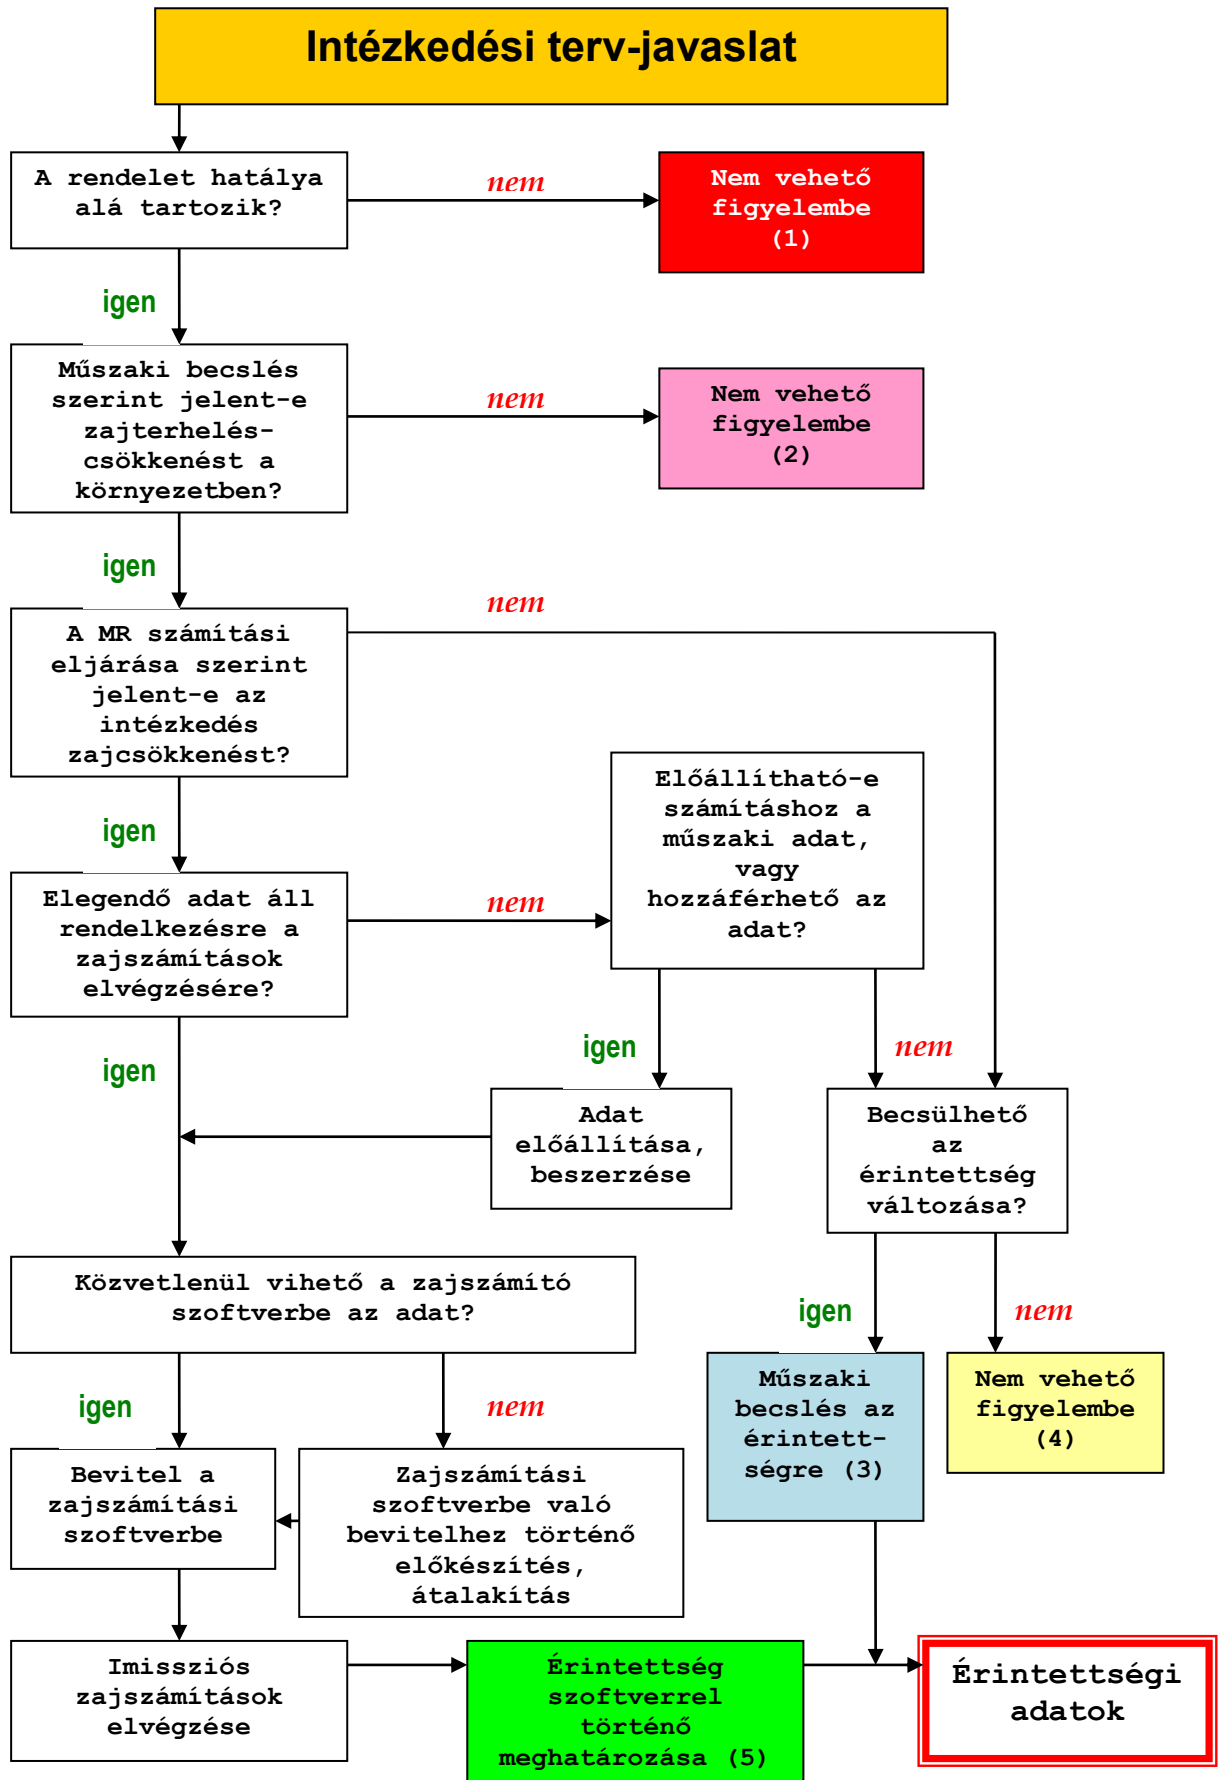 Intézkedési terv-javaslat
A rendelet hatálya
alá tartozik?
nem
Nem vehető
figyelembe
(1)
igen
Műszaki becslés
szerint jelent-e
zajterhelés-
csökkenést a
környezetben?
nem
Nem vehető
figyelembe
(2)
igen
A MR számítási
eljárása szerint
jelent-e az
intézkedés
zajcsökkenést?
nem
igen
Előállítható-e
számításhoz a
műszaki adat,
vagy
hozzáférhető az
adat?
Elegendő adat áll
rendelkezésre a
zajszámítások
elvégzésére?
nem
igen
igen
nem
Adat
előállítása,
beszerzése
Becsülhető
az
érintettség
változása?
Közvetlenül vihető a zajszámító
szoftverbe az adat?
igen
nem
igen
nem
Műszaki
becslés az
érintett-
ségre (3)
Nem vehető
figyelembe
(4)
Bevitel a
zajszámítási
szoftverbe
Zajszámítási
szoftverbe való
bevitelhez történő
előkészítés,
átalakítás
Imissziós
zajszámítások
elvégzése
Érintettség
szoftverrel
történő
meghatározása (5)
Érintettségi
adatok